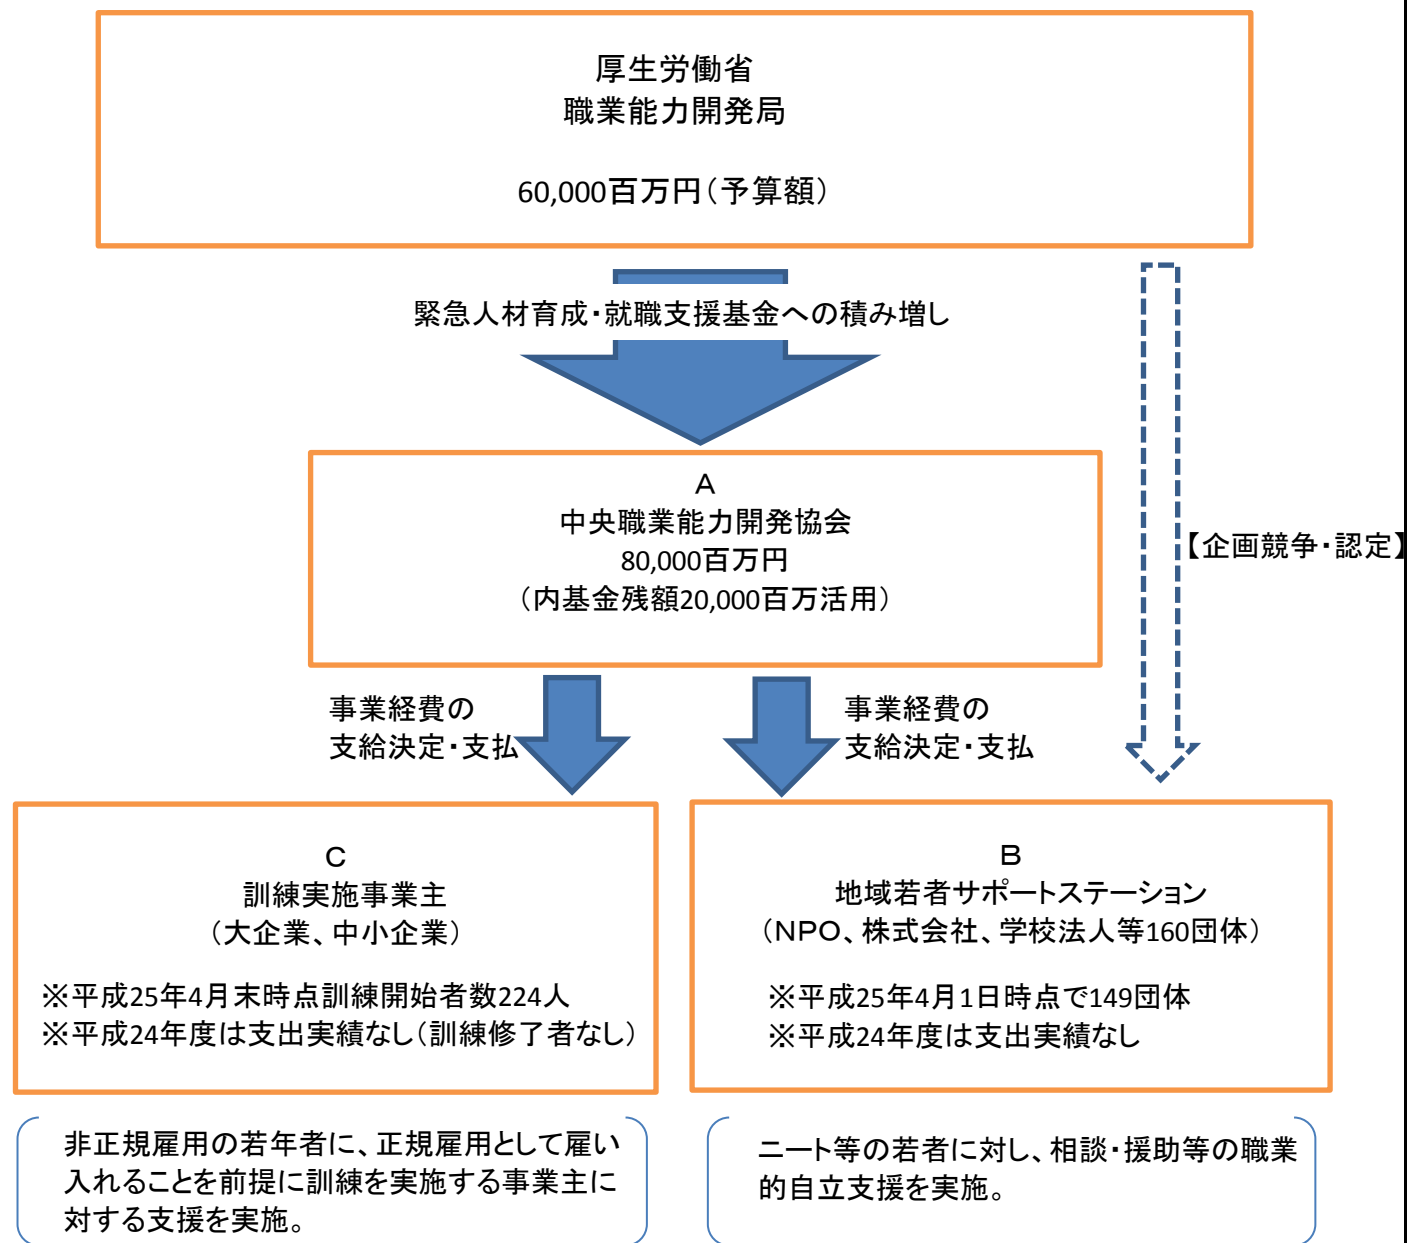 厚生労働省
職業能力開発局
60,000百万円（予算額）
緊急人材育成・就職支援基金への積み増し
A
中央職業能力開発協会
80,000百万円
（内基金残額20,000百万活用）
【企画競争・認定】
事業経費の
支給決定・支払
事業経費の
支給決定・支払
C
訓練実施事業主
（大企業、中小企業）
※平成25年4月末時点訓練開始者数224人
※平成24年度は支出実績なし（訓練修了者なし）
B
地域若者サポートステーション
（NPO、株式会社、学校法人等160団体）
※平成25年4月1日時点で149団体
※平成24年度は支出実績なし
非正規雇用の若年者に、正規雇用として雇い
入れることを前提に訓練を実施する事業主に
対する支援を実施。
ニート等の若者に対し、相談・援助等の職業
的自立支援を実施。